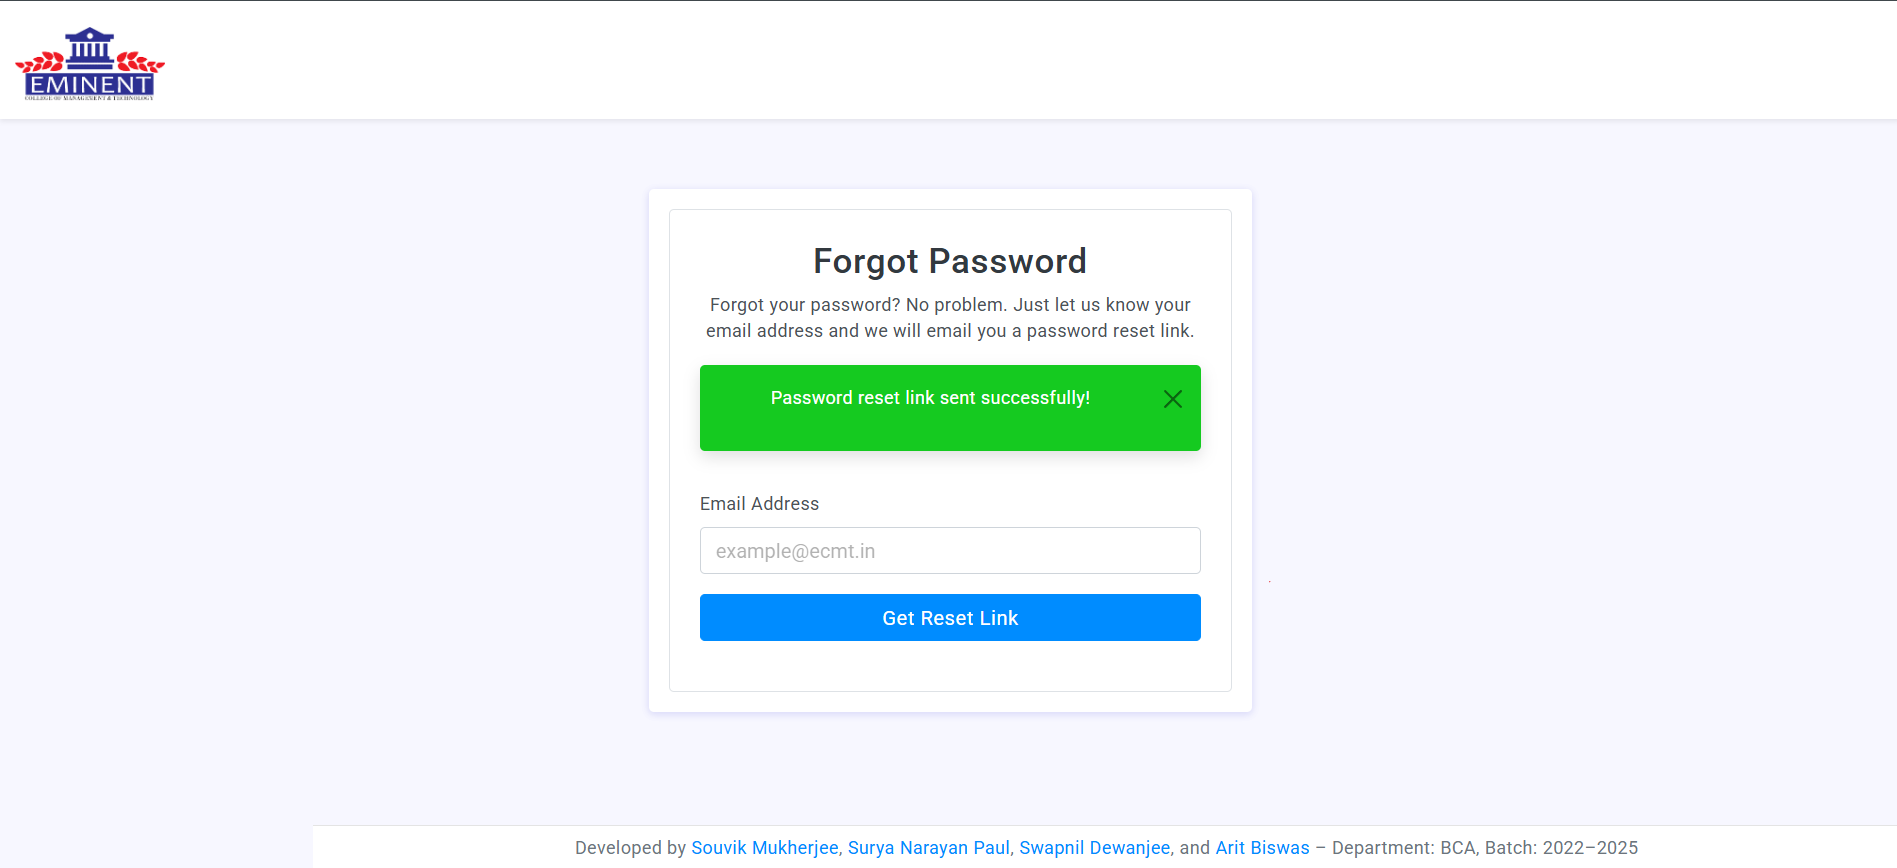 EMINENT
COLLEGE OF MANAGEMENT & TECHNOLOGY
Forgot Password
Forgot your password? No problem. Just let us know your
email address and we will email you a password reset link.
Password reset link sent successfully!
Email Address
example@ecmt.in
Get Reset Link
Developed by Souvik Mukherjee, Surya Narayan Paul, Swapnil Dewanjee, and Arit Biswas – Department: BCA, Batch: 2022–2025